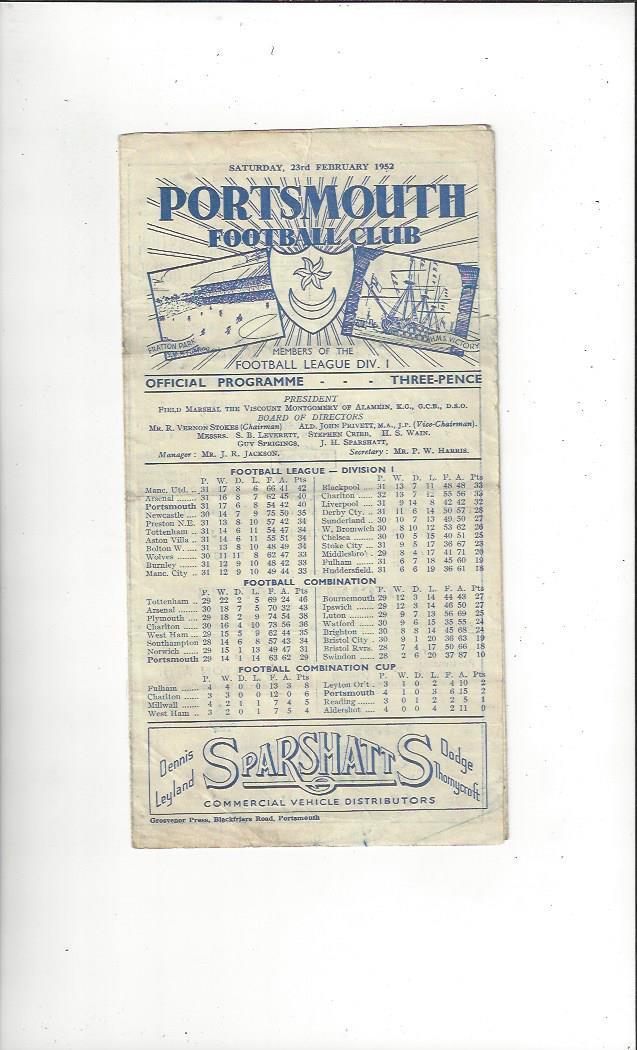 SATURDAY, 23rd FEBRUARY 1952
PORTSMOUTH
FOOTBALL CLUB
FRATTON PARK
H.M.S. VICTORY
MEMBERS OF THE
FOOTBALL LEAGUE DIV. 1
OFFICIAL PROGRAMME - - - THREE-PENCE
PRESIDENT
FIELD MARSHAL THE VISCOUNT MONTGOMERY OF ALAMEIN, K.G., G.C.B., D.S.O.
BOARD OF DIRECTORS
MR. R. VERNON STOKES (Chairman) ALD. JOHN PRIVETT, M.A., J.P. (Vice-Chairman).
MESSRS. S. B. LEVERETT, STEPHEN CRIBB, H. S. WAIN.
GUY SPRIGINGS, J. H. SPARSHATT,
Manager : MR. J. R. JACKSON. Secretary : MR. P. W. HARRIS.
FOOTBALL LEAGUE — DIVISION I
P. W. D. L. F. A. Pts
Manc. Utd. .. 31 17 8 6 66 41 42
Arsenal ........ 31 16 8 7 62 45 40
Portsmouth 31 17 6 8 54 42 40
Newcastle .... 30 14 7 9 75 50 35
Preston N.E. 31 13 8 10 57 42 34
Tottenham .. 31 14 6 11 54 47 34
Aston Villa .. 31 14 6 11 55 51 34
Bolton W. ..... 31 13 8 10 48 49 34
Wolves ........ 30 11 11 8 62 47 33
Burnley ........ 31 12 9 10 48 42 33
Manc. City .. 31 12 9 10 49 44 33
P. W. D. L. F. A. Pts
Blackpool .... 31 13 7 11 48 48 33
Charlton ...... 32 13 7 12 55 56 33
Liverpool .... 31 9 14 8 42 42 32
Derby Cty. .. 31 11 6 14 50 57 28
Sunderland .. 30 10 7 13 49 50 27
W. Bromwich 30 8 10 12 53 62 26
Chelsea ........ 30 10 5 15 40 51 25
Stoke City .... 31 9 5 17 36 67 23
Middlesbro'. 29 8 4 17 41 71 20
Fulham ........ 31 6 7 18 45 60 19
Huddersfield. 31 6 6 19 36 61 18
FOOTBALL COMBINATION
P. W. D. L. F. A. Pts
Tottenham .. 29 22 2 5 69 24 46
Arsenal ........ 30 18 7 5 70 32 43
Plymouth .... 29 18 2 9 74 54 38
Charlton ...... 30 16 4 10 73 56 36
West Ham .. 29 15 5 9 62 44 35
Southampton 28 14 6 8 57 43 34
Norwich ...... 29 15 1 13 49 47 31
Portsmouth 29 14 1 14 63 62 29
P. W. D. L. F. A. Pts
Bournemouth 29 12 3 14 44 43 27
Ipswich ........ 29 12 3 14 46 50 27
Luton .......... 29 9 7 13 56 69 25
Watford ...... 30 9 6 15 35 55 24
Brighton ...... 30 8 8 14 45 68 24
Bristol City . 30 9 1 20 36 63 19
Bristol Rvrs. 28 7 4 17 50 66 18
Swindon ...... 28 2 6 20 37 87 10
FOOTBALL COMBINATION CUP
P. W. D. L. F. A. Pts
Fulham ........ 4 4 0 0 13 3 8
Charlton ...... 3 3 0 0 12 0 6
Millwall ...... 4 2 1 1 7 4 5
West Ham .. 3 2 0 1 7 5 4
P. W. D. L. F. A. Pts
Leyton Or't . 3 1 0 2 4 10 2
Portsmouth 4 1 0 3 6 15 2
Reading ........ 3 0 1 2 2 5 1
Aldershot .... 4 0 0 4 2 11 0
Dennis
Leyland
SPARSHATTS
Dodge
Thornycroft
COMMERCIAL VEHICLE DISTRIBUTORS
Grosvenor Press, Blackfriars Road, Portsmouth